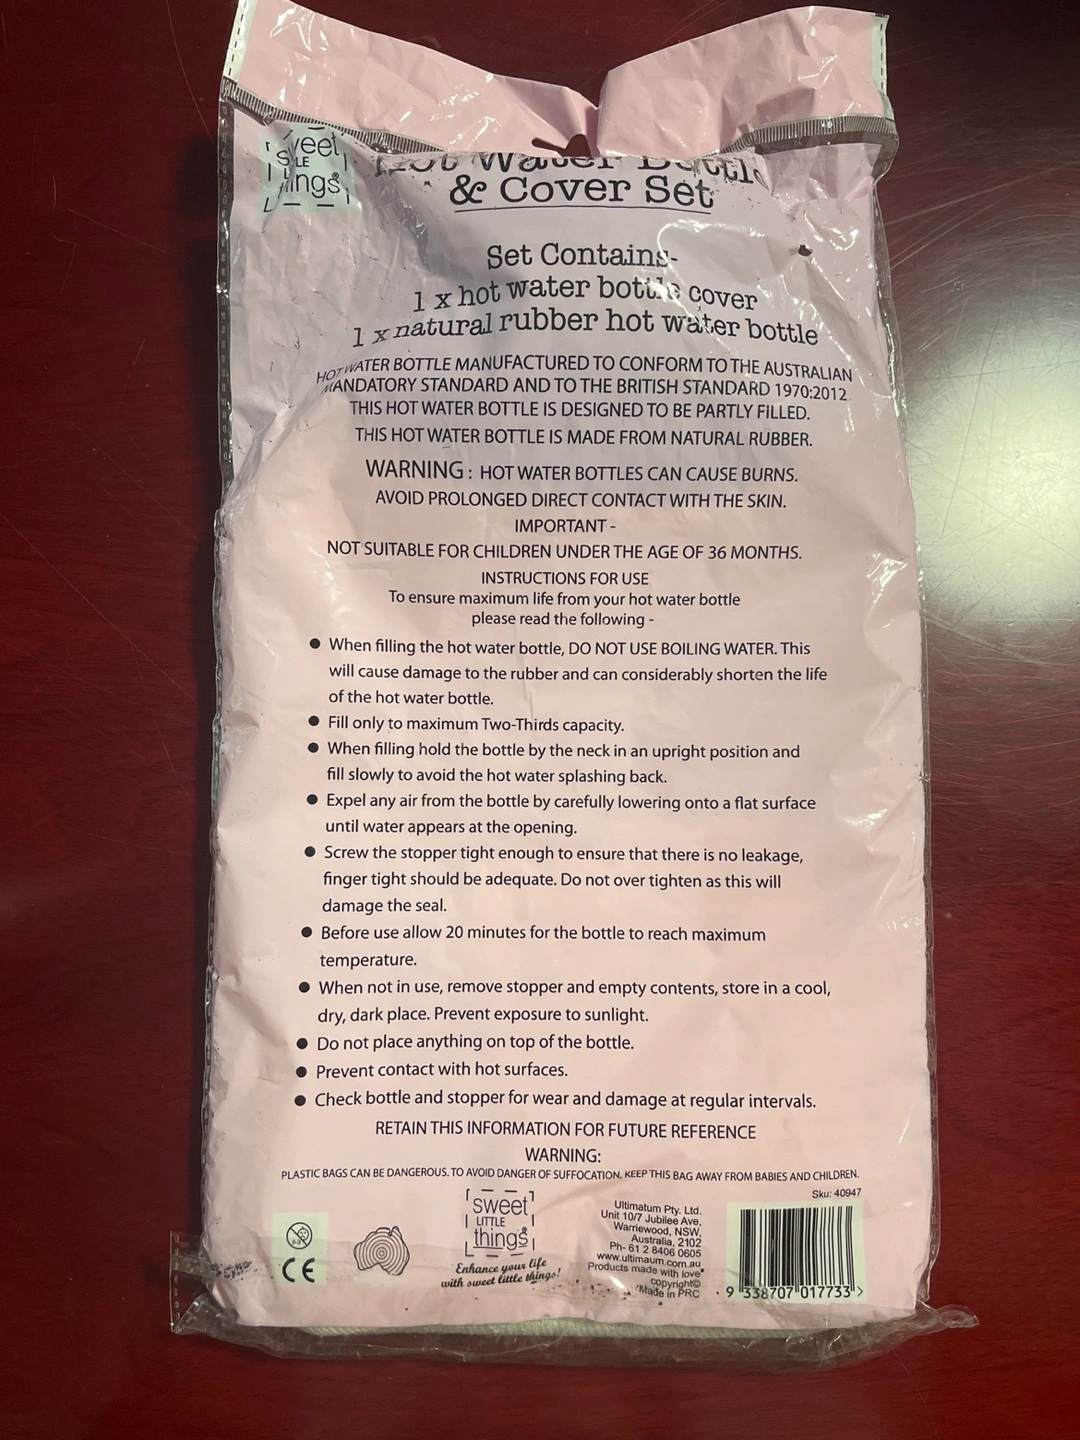 sweet
LITTLE
things®
Hot Water Bottle
& Cover Set
Set Contains-
1 x hot water bottle cover
1 x natural rubber hot water bottle
HOT WATER BOTTLE MANUFACTURED TO CONFORM TO THE AUSTRALIAN
MANDATORY STANDARD AND TO THE BRITISH STANDARD 1970:2012.
THIS HOT WATER BOTTLE IS DESIGNED TO BE PARTLY FILLED.
THIS HOT WATER BOTTLE IS MADE FROM NATURAL RUBBER.
WARNING : HOT WATER BOTTLES CAN CAUSE BURNS.
AVOID PROLONGED DIRECT CONTACT WITH THE SKIN.
IMPORTANT -
NOT SUITABLE FOR CHILDREN UNDER THE AGE OF 36 MONTHS.
INSTRUCTIONS FOR USE
To ensure maximum life from your hot water bottle
please read the following -
● When filling the hot water bottle, DO NOT USE BOILING WATER. This
will cause damage to the rubber and can considerably shorten the life
of the hot water bottle.
● Fill only to maximum Two-Thirds capacity.
● When filling hold the bottle by the neck in an upright position and
fill slowly to avoid the hot water splashing back.
● Expel any air from the bottle by carefully lowering onto a flat surface
until water appears at the opening.
● Screw the stopper tight enough to ensure that there is no leakage,
finger tight should be adequate. Do not over tighten as this will
damage the seal.
● Before use allow 20 minutes for the bottle to reach maximum
temperature.
● When not in use, remove stopper and empty contents, store in a cool,
dry, dark place. Prevent exposure to sunlight.
● Do not place anything on top of the bottle.
● Prevent contact with hot surfaces.
● Check bottle and stopper for wear and damage at regular intervals.
RETAIN THIS INFORMATION FOR FUTURE REFERENCE
WARNING:
PLASTIC BAGS CAN BE DANGEROUS. TO AVOID DANGER OF SUFFOCATION, KEEP THIS BAG AWAY FROM BABIES AND CHILDREN.
0-3
CE
sweet
LITTLE
things®
Enhance your life
with sweet little things!
Ultimatum Pty. Ltd.
Unit 10/7 Jubilee Ave,
Warriewood, NSW,
Australia, 2102
Ph- 61 2 8406 0605
www.ultimaum.com.au
Products made with love®
copyright©
Made in PRC
Sku: 40947
9 338707 017733 >